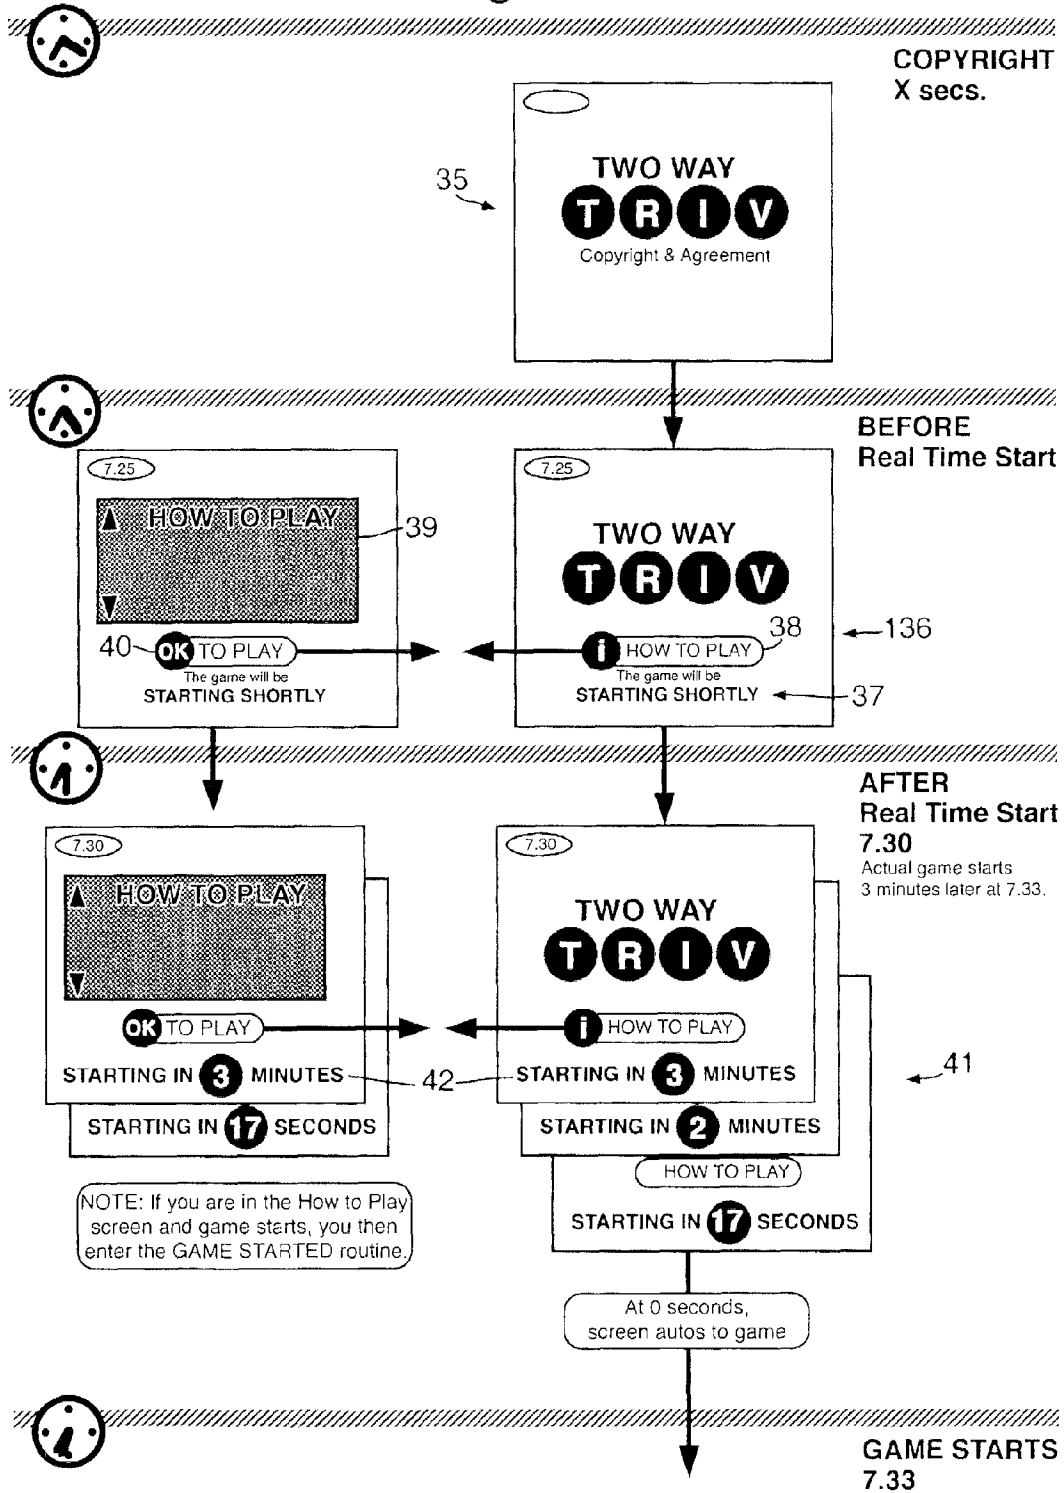 COPYRIGHT
X secs.
35
TWO WAY
T R I V
Copyright & Agreement
BEFORE
Real Time Start
7.25
HOW TO PLAY
39
40
OK TO PLAY
The game will be
STARTING SHORTLY
7.25
TWO WAY
T R I V
i HOW TO PLAY
38
136
The game will be
STARTING SHORTLY
37
AFTER
Real Time Start
7.30
Actual game starts
3 minutes later at 7.33.
7.30
HOW TO PLAY
OK TO PLAY
STARTING IN 3 MINUTES
42
STARTING IN 17 SECONDS
NOTE: If you are in the How to Play
screen and game starts, you then
enter the GAME STARTED routine.
7.30
TWO WAY
T R I V
i HOW TO PLAY
STARTING IN 3 MINUTES
41
STARTING IN 2 MINUTES
HOW TO PLAY
STARTING IN 17 SECONDS
At 0 seconds,
screen autos to game
GAME STARTS
7.33